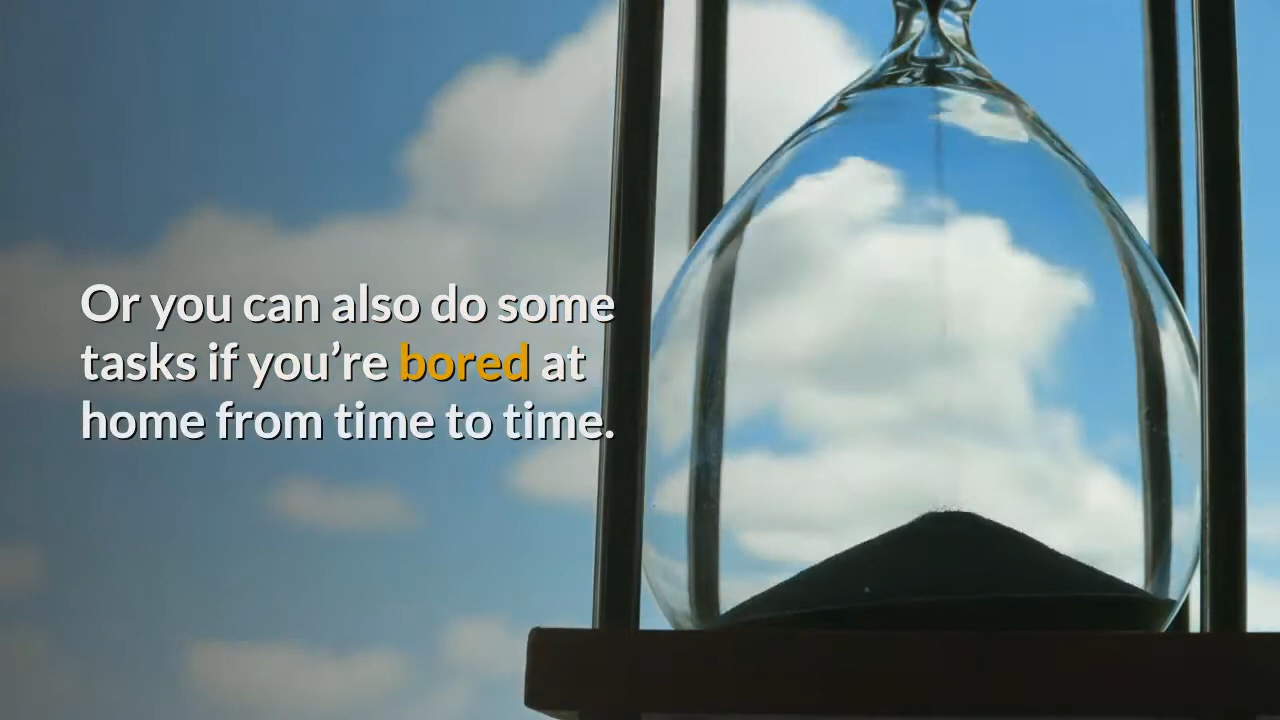 Or you can also do some
tasks if you’re bored at
home from time to time.